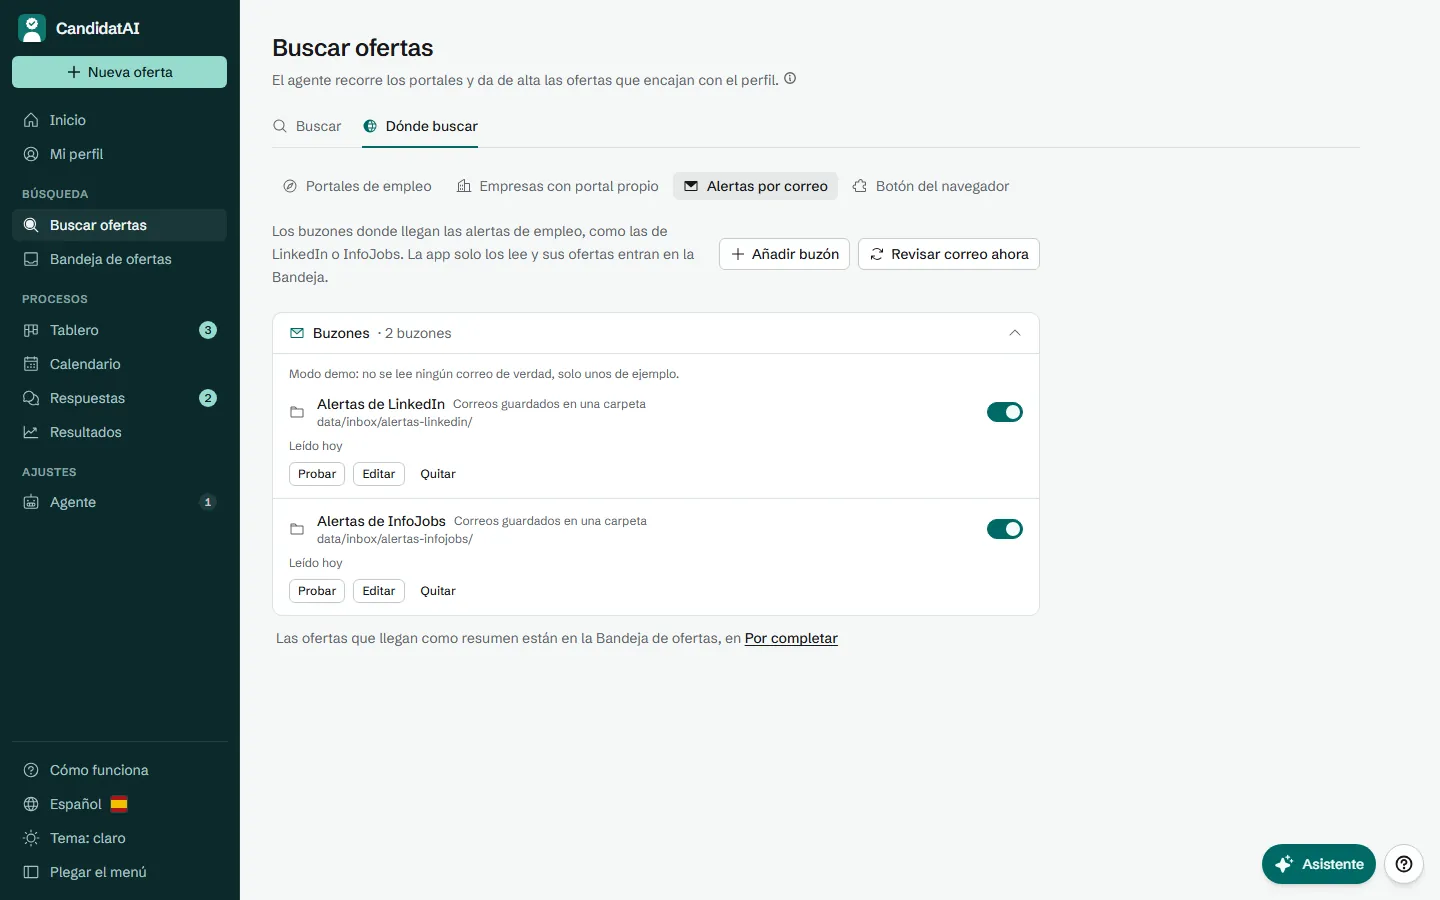 CandidatAI
Nueva oferta
Inicio
Mi perfil
BÚSQUEDA
Buscar ofertas
Bandeja de ofertas
PROCESOS
Tablero 3
Calendario
Respuestas 2
Resultados
AJUSTES
Agente 1
Cómo funciona
Español
Tema: claro
Plegar el menú
Buscar ofertas
El agente recorre los portales y da de alta las ofertas que encajan con el perfil.
Buscar Dónde buscar
Portales de empleo Empresas con portal propio Alertas por correo Botón del navegador
Los buzones donde llegan las alertas de empleo, como las de
LinkedIn o InfoJobs. La app solo los lee y sus ofertas entran en la
Bandeja.
Añadir buzón Revisar correo ahora
Buzones · 2 buzones
Modo demo: no se lee ningún correo de verdad, solo unos de ejemplo.
Alertas de LinkedIn Correos guardados en una carpeta
data/inbox/alertas-linkedin/
Leído hoy
Probar Editar Quitar
Alertas de InfoJobs Correos guardados en una carpeta
data/inbox/alertas-infojobs/
Leído hoy
Probar Editar Quitar
Las ofertas que llegan como resumen están en la Bandeja de ofertas, en Por completar
Asistente